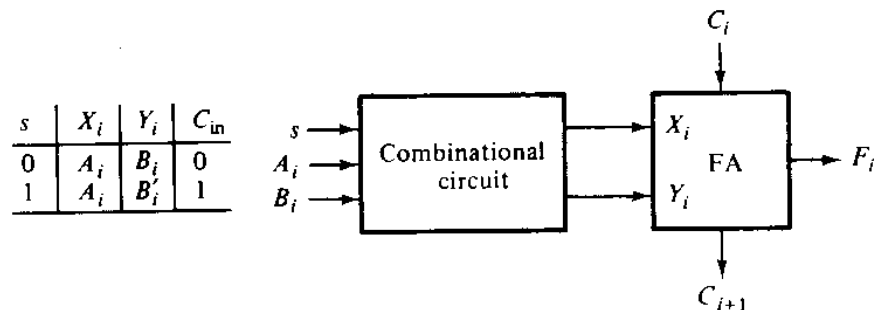 s X_i Y_i C_in
0 A_i B_i 0
1 A_i B'_i 1
s
A_i
B_i
Combinational
circuit
C_i
X_i
FA
Y_i
F_i
C_{i+1}